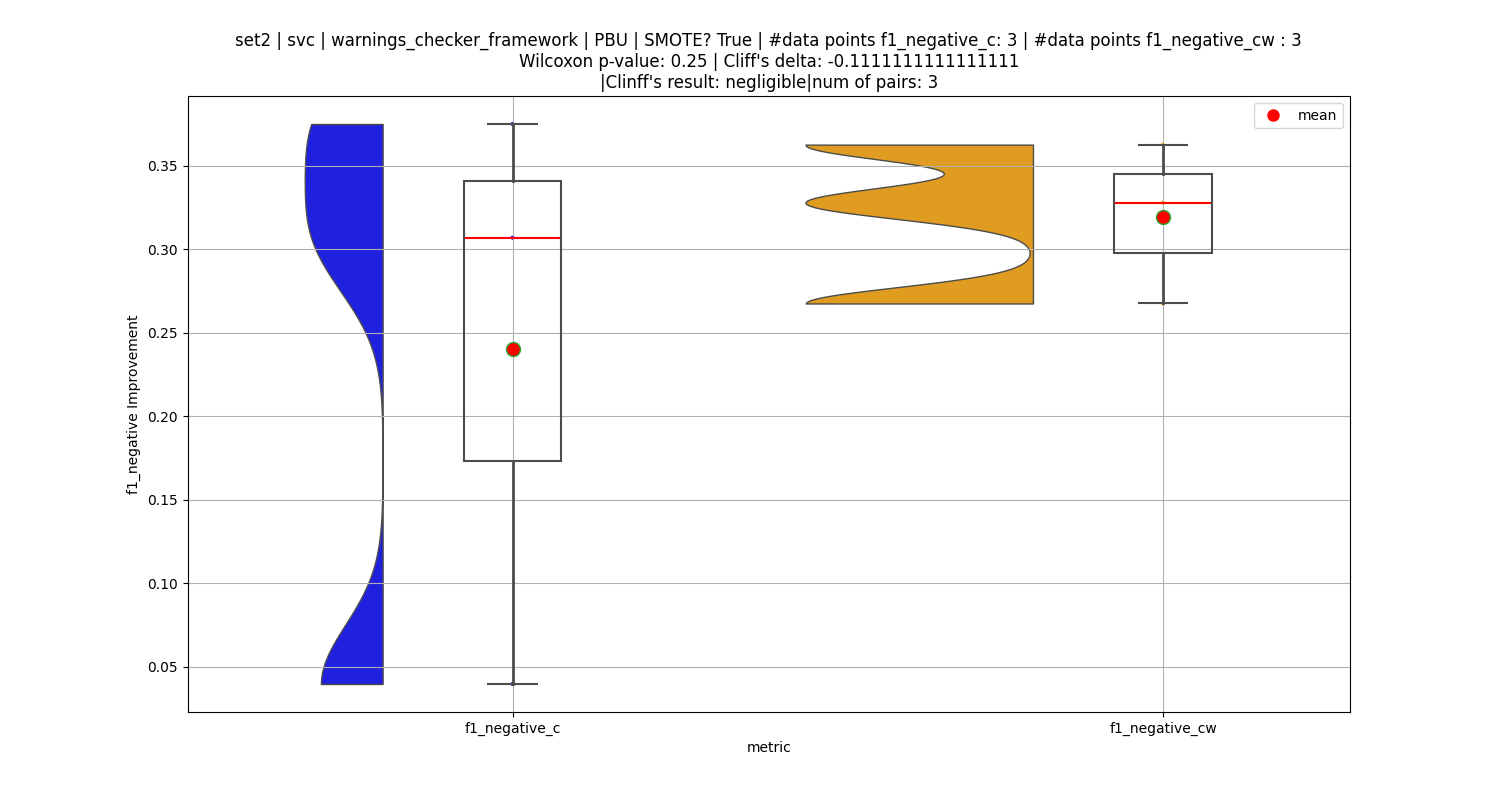 set2 | svc | warnings_checker_framework | PBU | SMOTE? True | #data points f1_negative_c: 3 | #data points f1_negative_cw : 3
Wilcoxon p-value: 0.25 | Cliff's delta: -0.1111111111111111
|Clinff's result: negligible|num of pairs: 3
mean
0.35
0.30
0.25
0.20
0.15
0.10
0.05
f1_negative Improvement
f1_negative_c
f1_negative_cw
metric